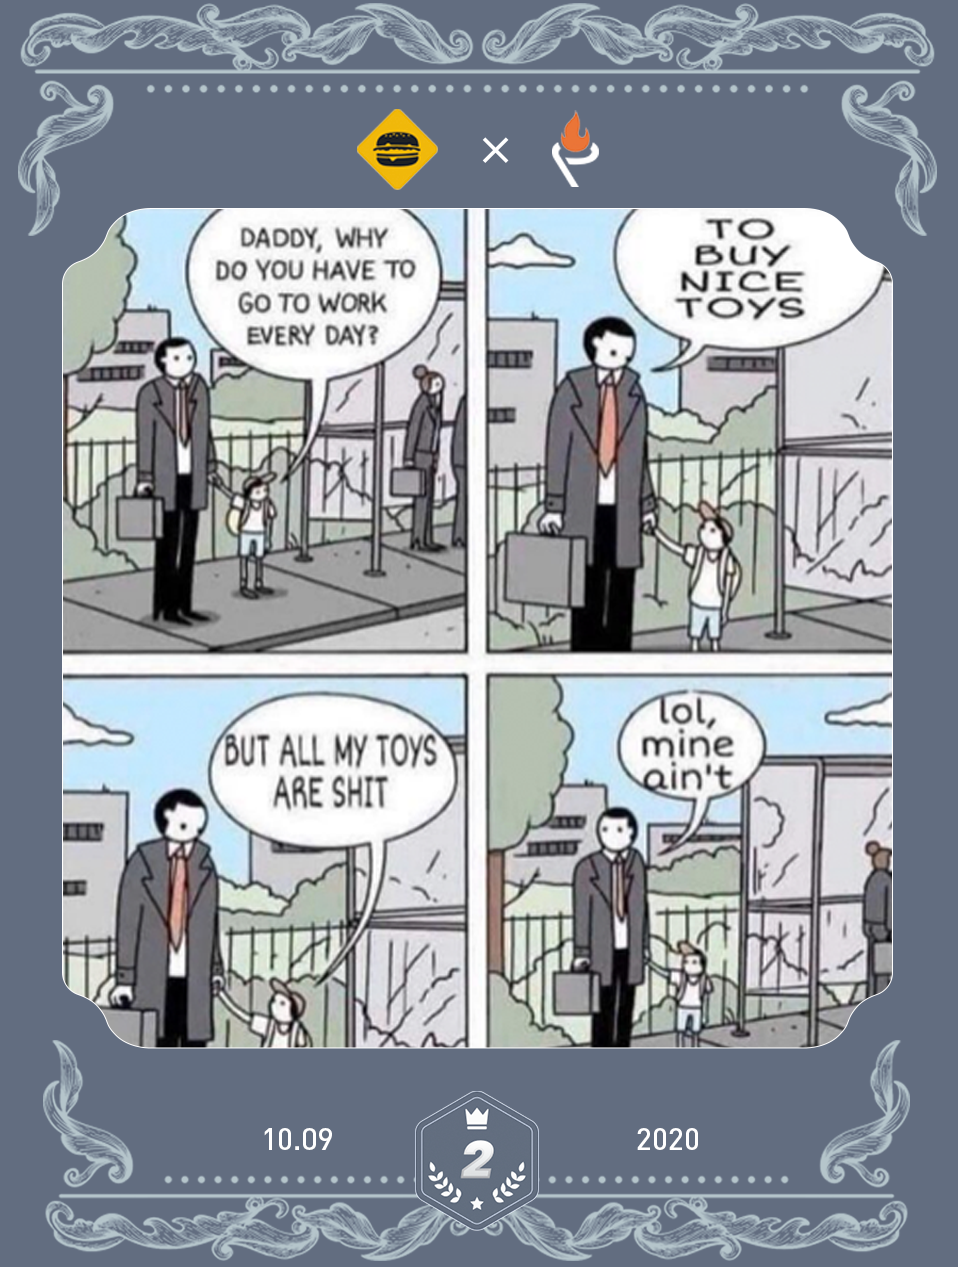 DADDY, WHY
DO YOU HAVE TO
GO TO WORK
EVERY DAY?
TO
BUY
NICE
TOYS
BUT ALL MY TOYS
ARE SHIT
lol,
mine
ain't
10.09
2
2020